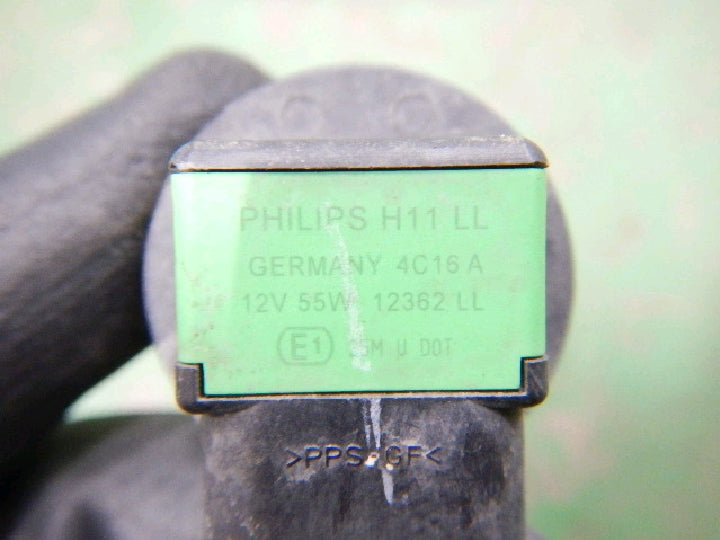 PHILIPS H11 LL
GERMANY 4C16 A
12V 55W 12362 LL
E1 U DOT
>PPS-GF<